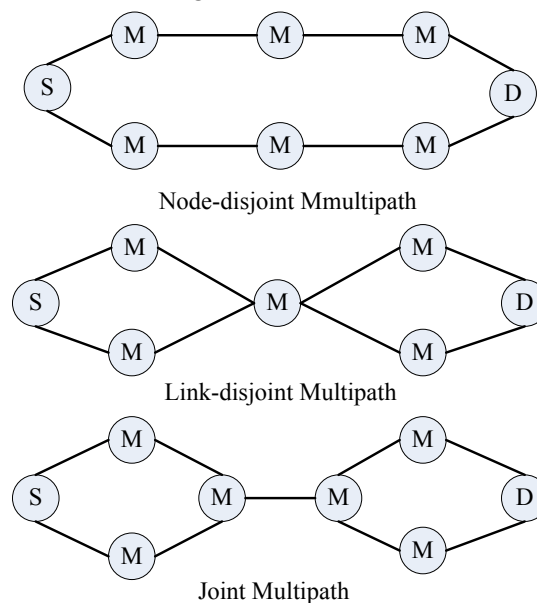 M M M
S D
M M M
Node-disjoint Mmultipath
M M
S M D
M M
Link-disjoint Multipath
M M
S M M D
M M
Joint Multipath